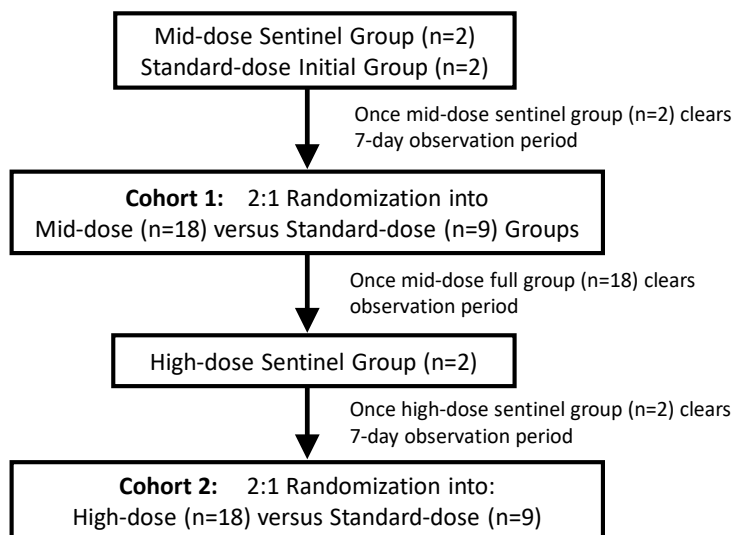 Mid-dose Sentinel Group (n=2)
Standard-dose Initial Group (n=2)
Once mid-dose sentinel group (n=2) clears
7-day observation period
Cohort 1: 2:1 Randomization into
Mid-dose (n=18) versus Standard-dose (n=9) Groups
Once mid-dose full group (n=18) clears
observation period
High-dose Sentinel Group (n=2)
Once high-dose sentinel group (n=2) clears
7-day observation period
Cohort 2: 2:1 Randomization into:
High-dose (n=18) versus Standard-dose (n=9)